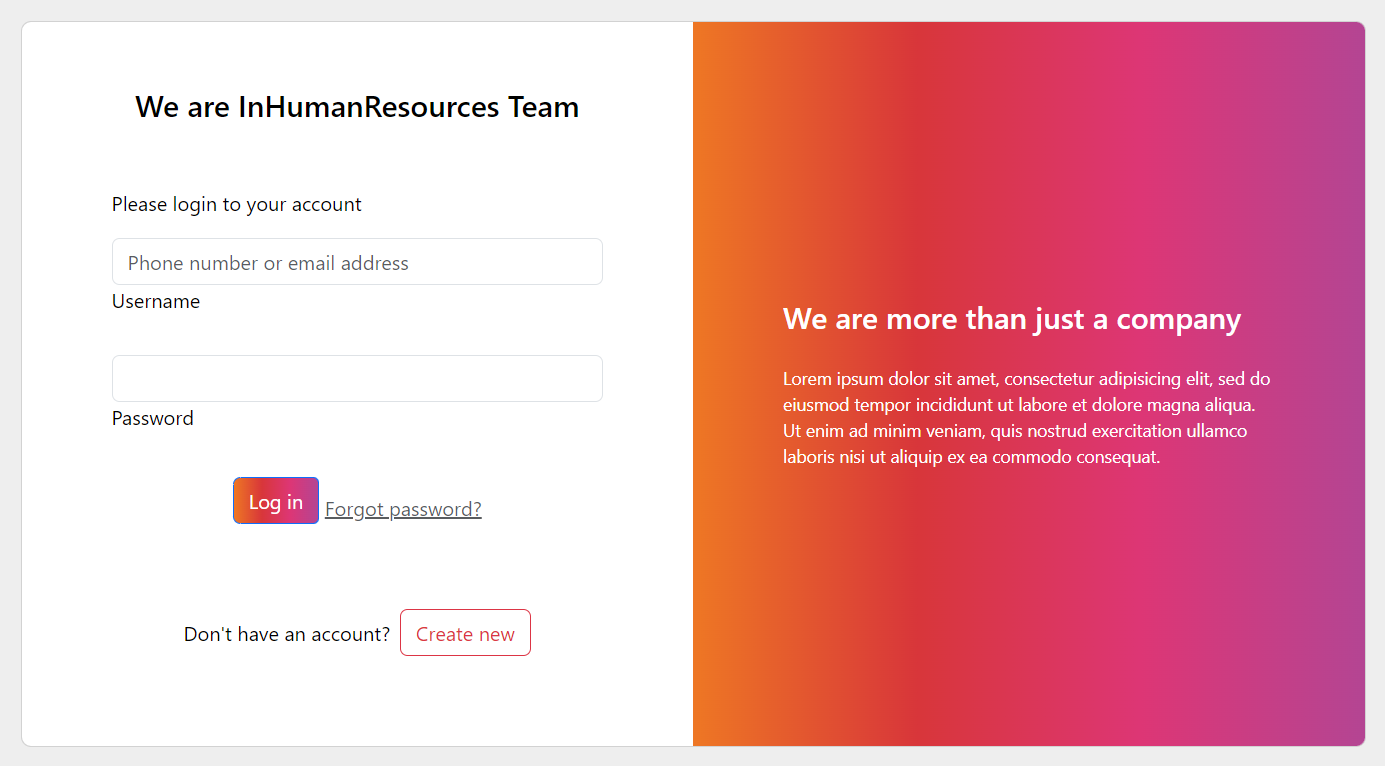 We are InHumanResources Team
Please login to your account
Phone number or email address
Username
Password
Log in
Forgot password?
Don't have an account?
Create new
We are more than just a company
Lorem ipsum dolor sit amet, consectetur adipisicing elit, sed do
eiusmod tempor incididunt ut labore et dolore magna aliqua.
Ut enim ad minim veniam, quis nostrud exercitation ullamco
laboris nisi ut aliquip ex ea commodo consequat.